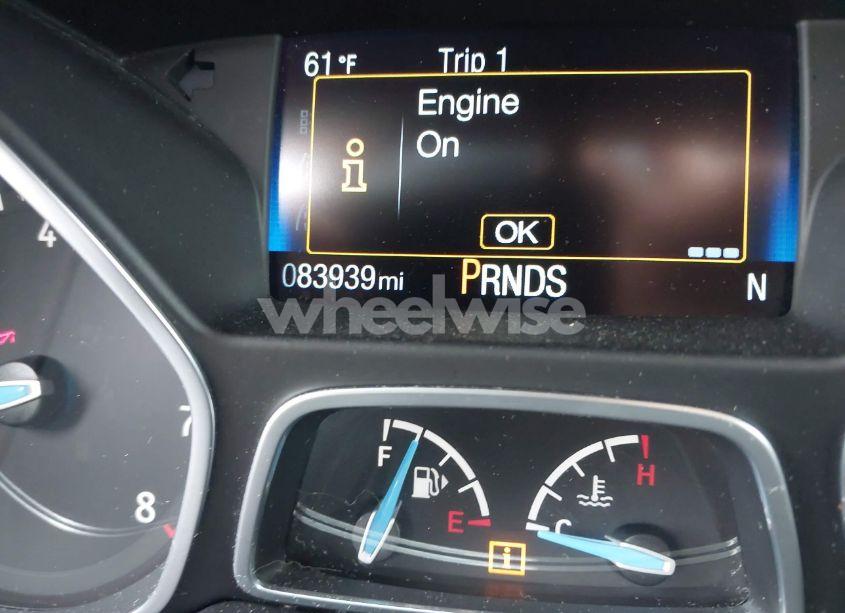 61°F Trip 1
Engine
On
OK
083939mi PRNDS N
wheelwise
4
7
8
F
E
C
H